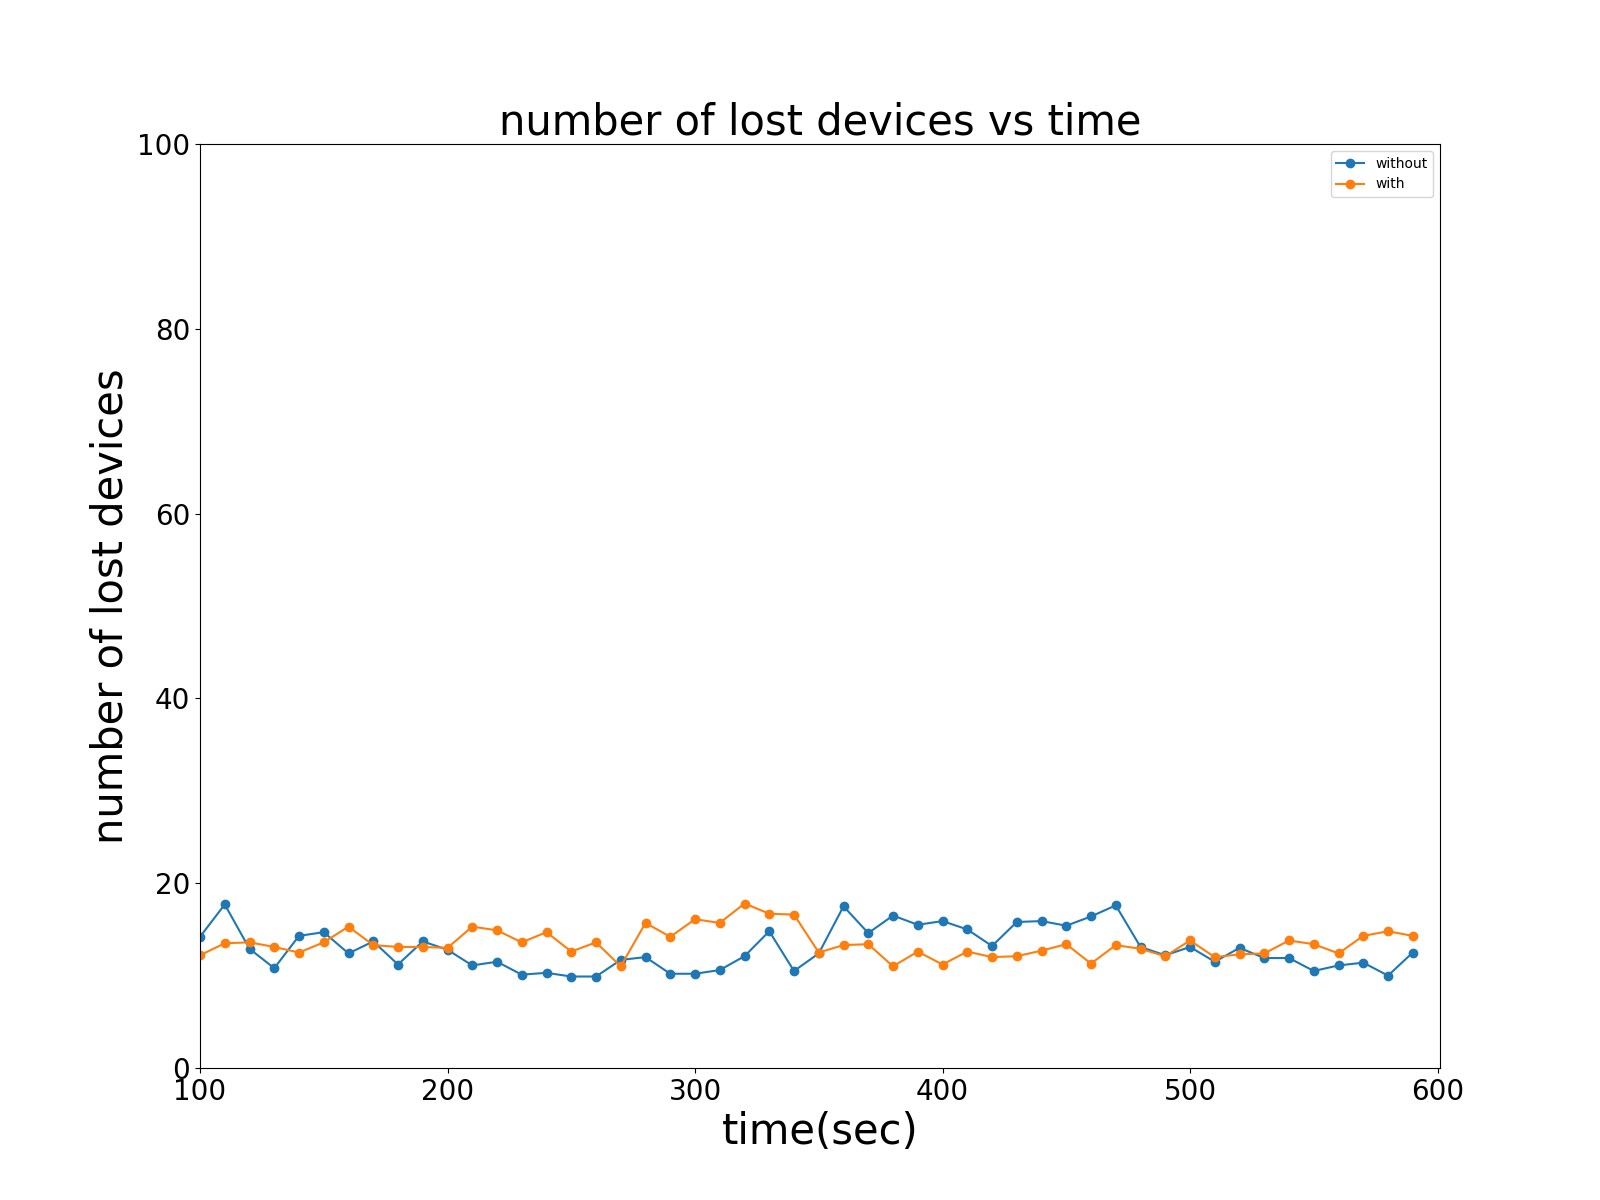 number of lost devices vs time
100
80
60
40
20
0
number of lost devices
without
with
100 200 300 400 500 600
time(sec)